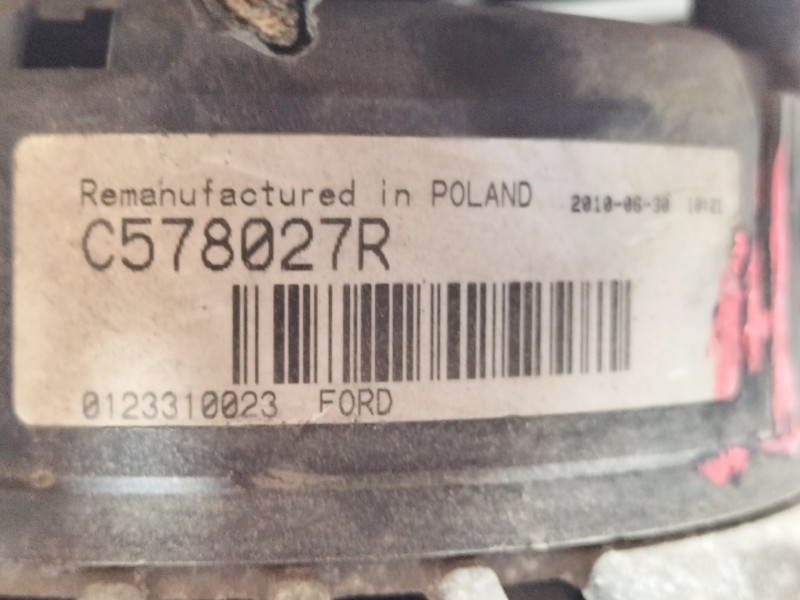 Remanufactured in POLAND 2010-06-30
C578027R
0123310023 FORD